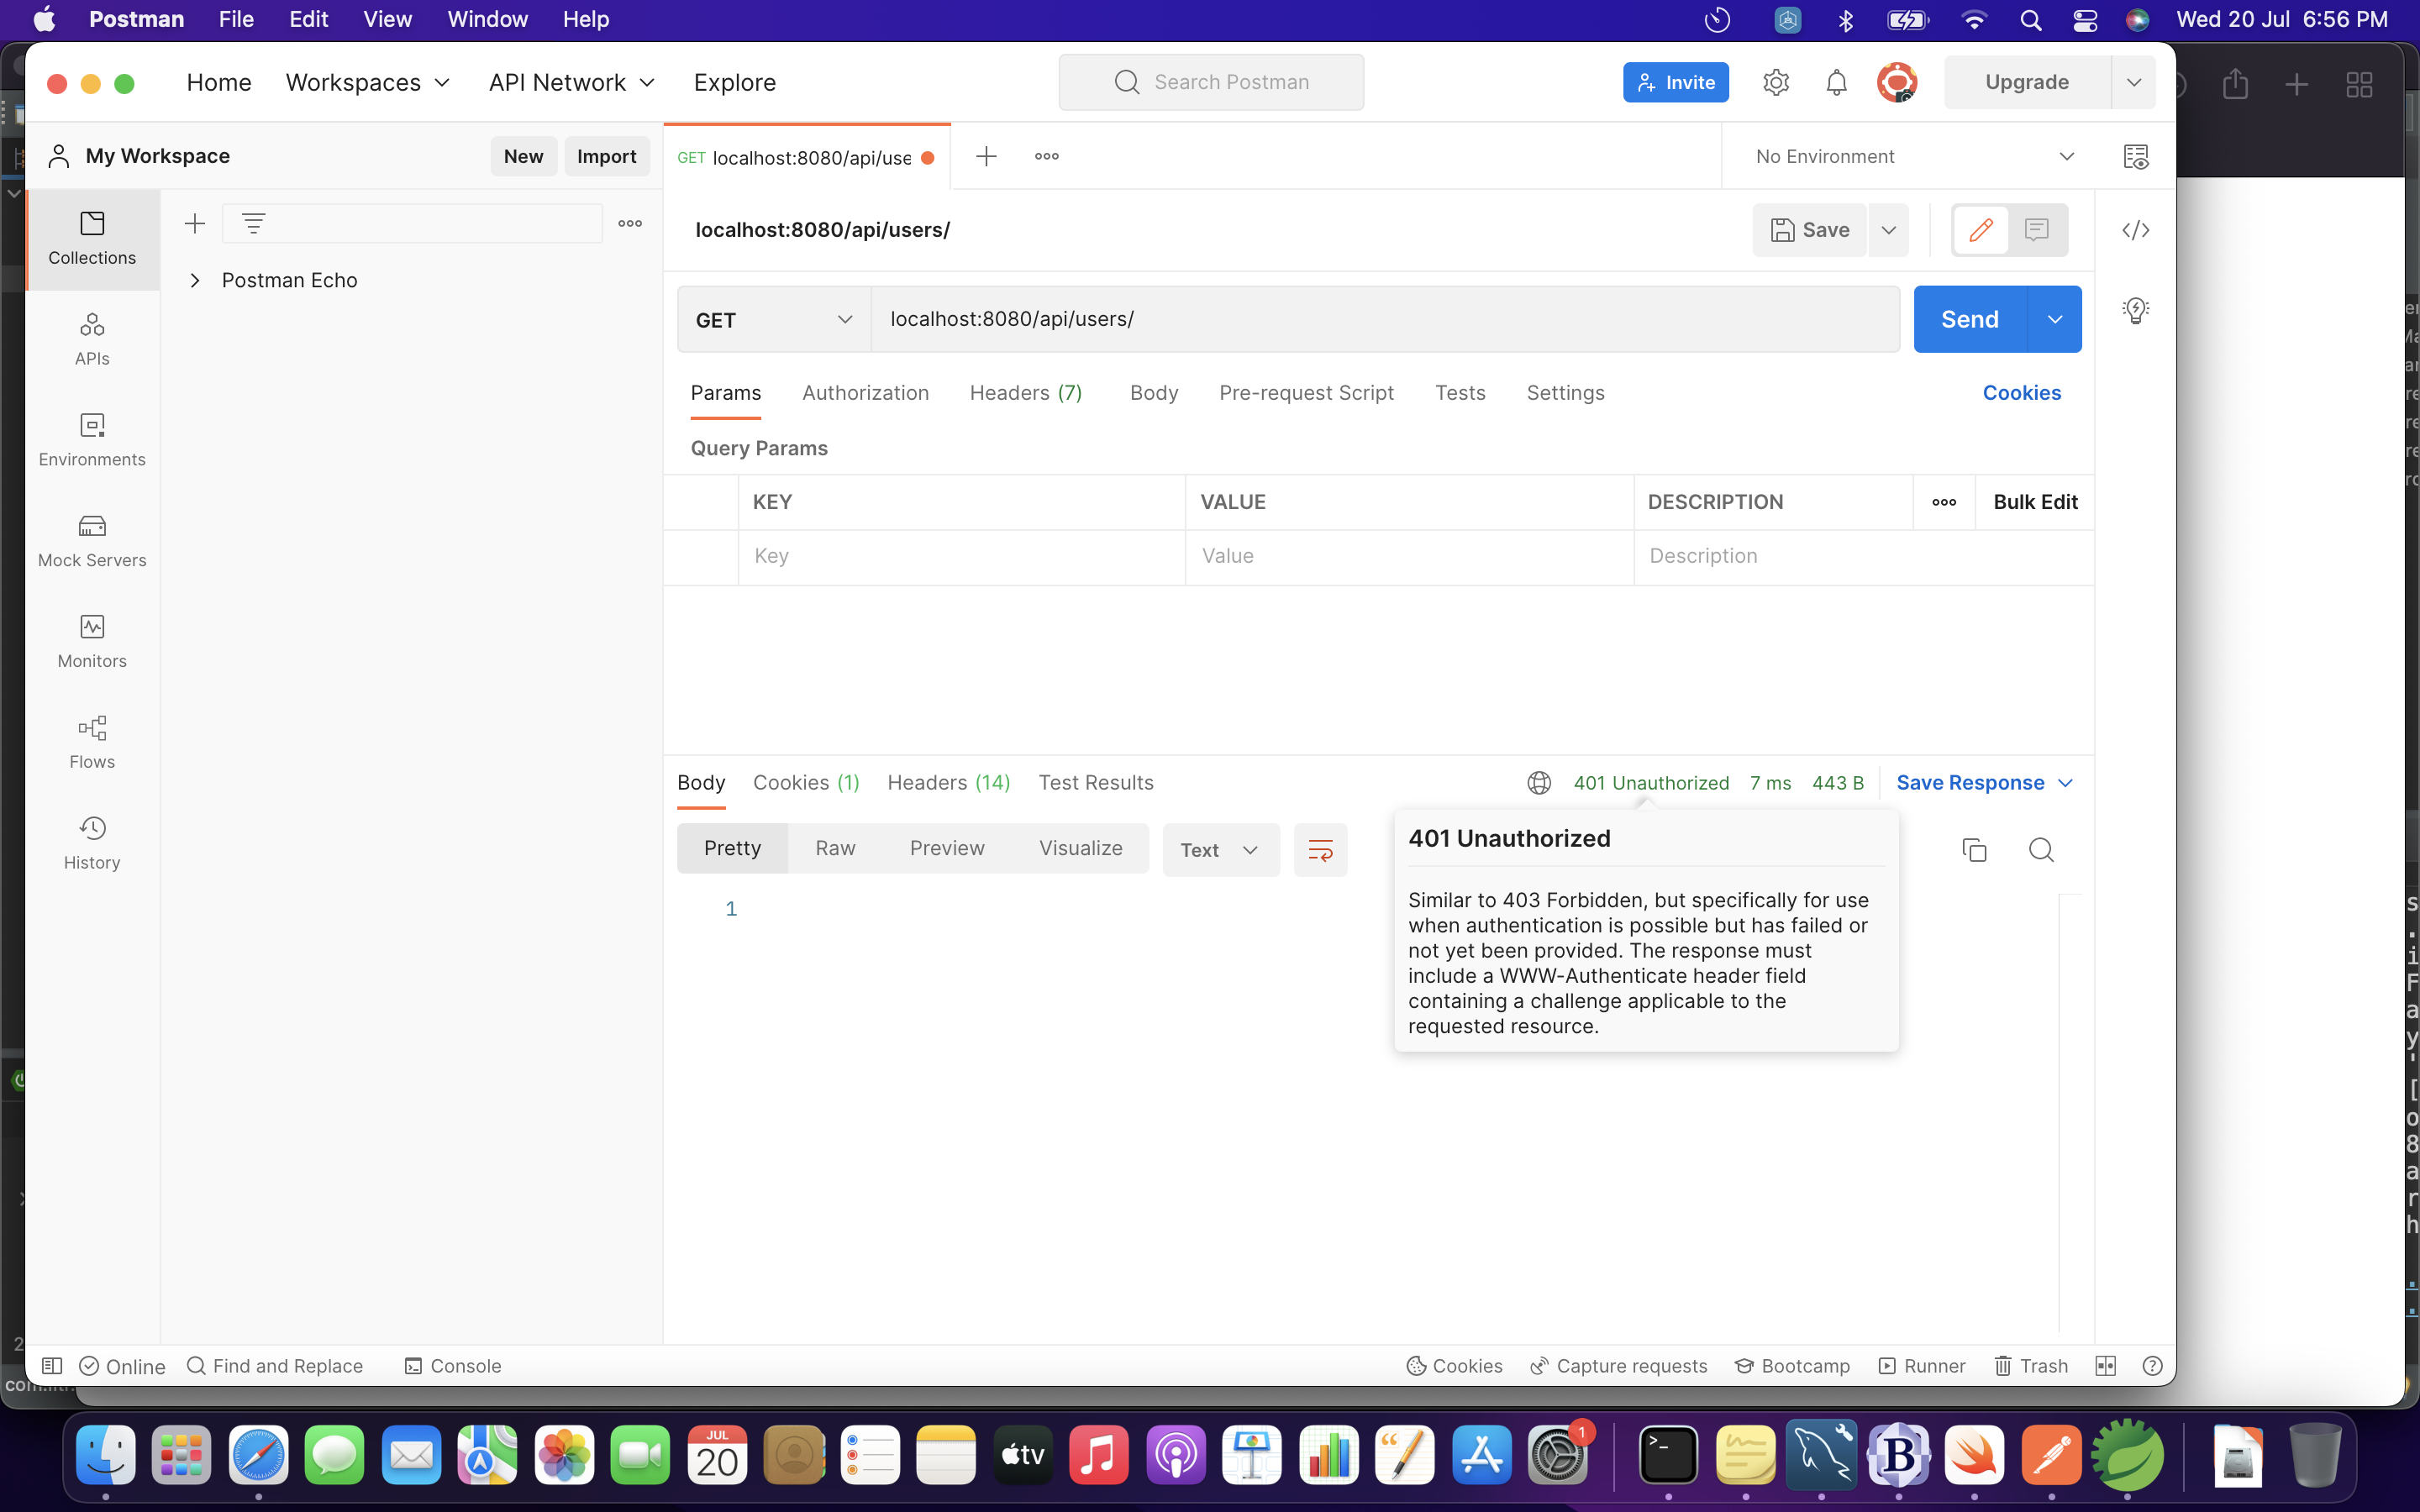 Postman File Edit View Window Help Wed 20 Jul 6:56 PM
Home Workspaces API Network Explore Search Postman Invite Upgrade
My Workspace New Import GET localhost:8080/api/use No Environment
Collections
APIs
Environments
Mock Servers
Monitors
Flows
History
Postman Echo
localhost:8080/api/users/ Save
GET localhost:8080/api/users/ Send
Params Authorization Headers (7) Body Pre-request Script Tests Settings Cookies
Query Params
KEY VALUE DESCRIPTION Bulk Edit
Key Value Description
Body Cookies (1) Headers (14) Test Results 401 Unauthorized 7 ms 443 B Save Response
Pretty Raw Preview Visualize Text
1
401 Unauthorized
Similar to 403 Forbidden, but specifically for use
when authentication is possible but has failed or
not yet been provided. The response must
include a WWW-Authenticate header field
containing a challenge applicable to the
requested resource.
Online Find and Replace Console Cookies Capture requests Bootcamp Runner Trash
JUL
20
tv
1
B